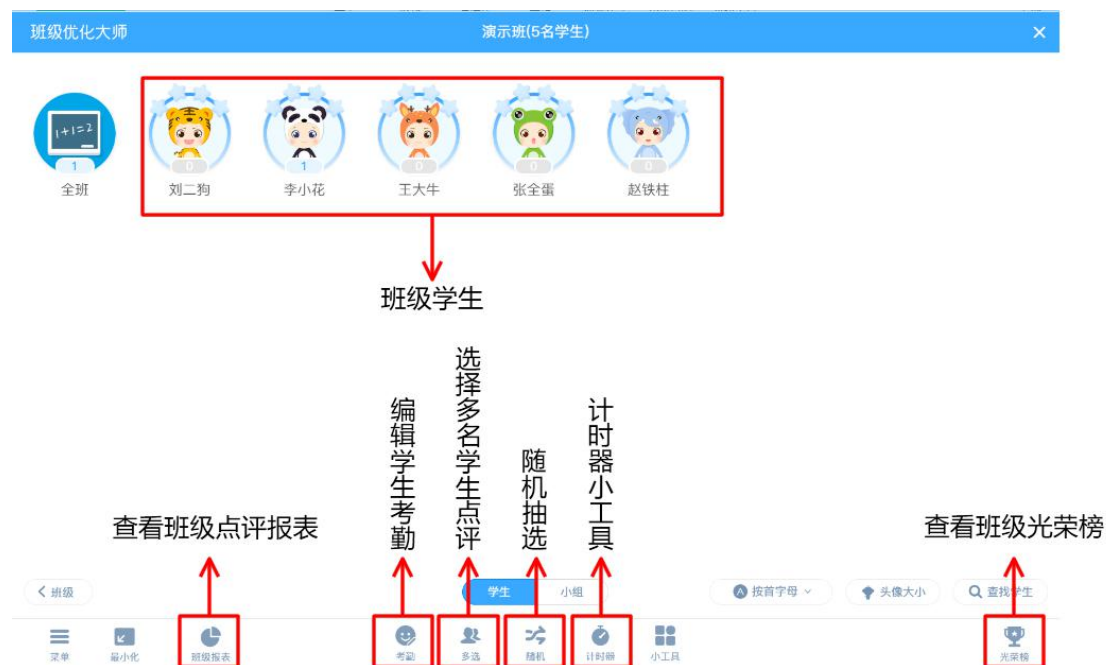 班级优化大师
演示班(5名学生)
1+1=2
1
0
1
0
0
0
全班
刘二狗
李小花
王大牛
张全蛋
赵铁柱
班级学生
编辑学生考勤
选择多名学生点评
随机抽选
计时器小工具
查看班级点评报表
查看班级光荣榜
班级
学生
小组
A 按首字母
头像大小
查找学生
菜单
最小化
班级报表
考勤
多选
随机
计时器
小工具
光荣榜